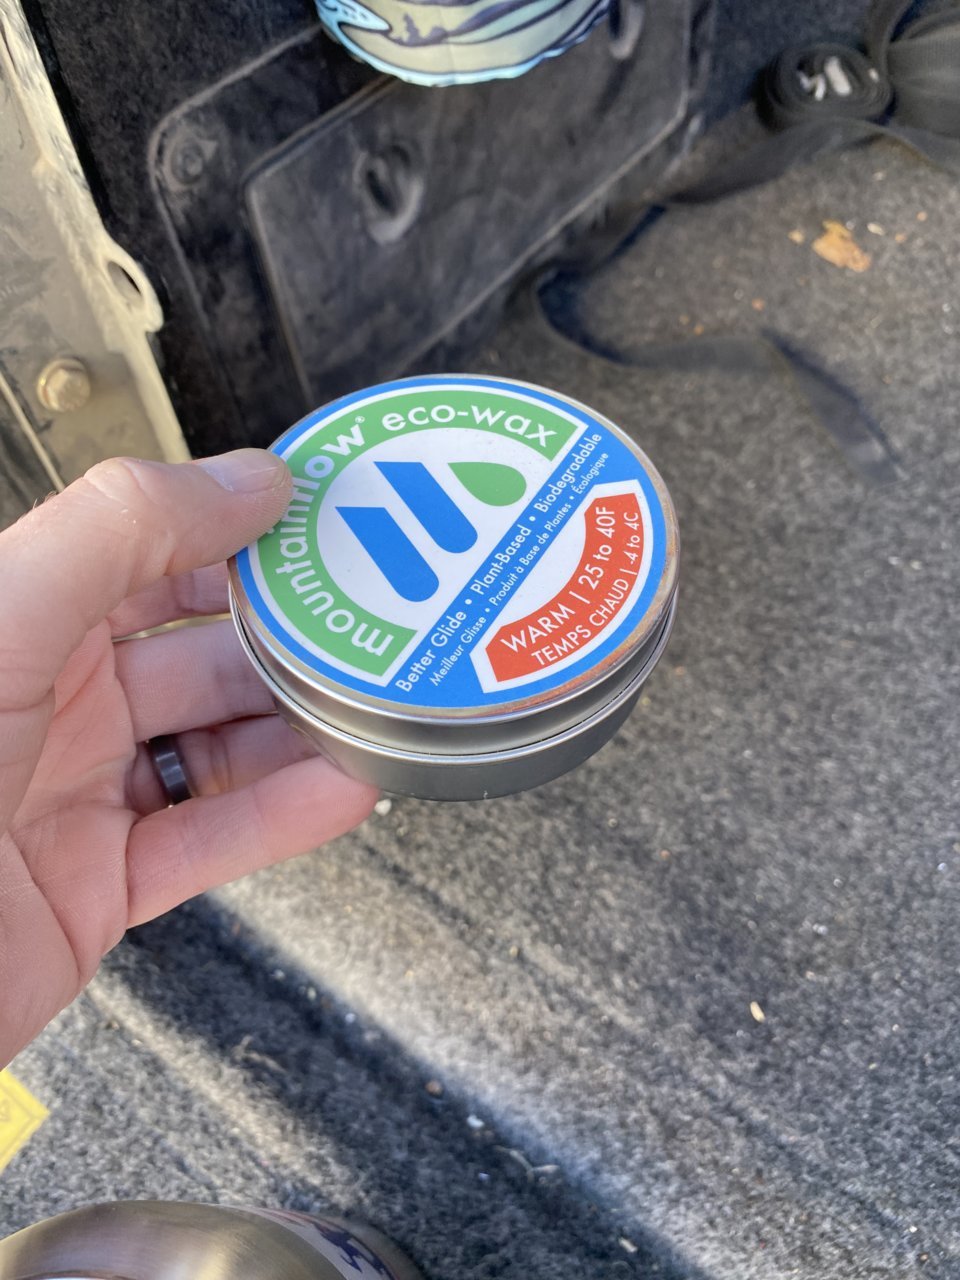 mountainflow® eco-wax
Better Glide • Plant-Based • Biodegradable
Meilleur Glisse • Produit à Base de Plantes • Écologique
WARM | 25 to 40F
TEMPS CHAUD | -4 to 4C